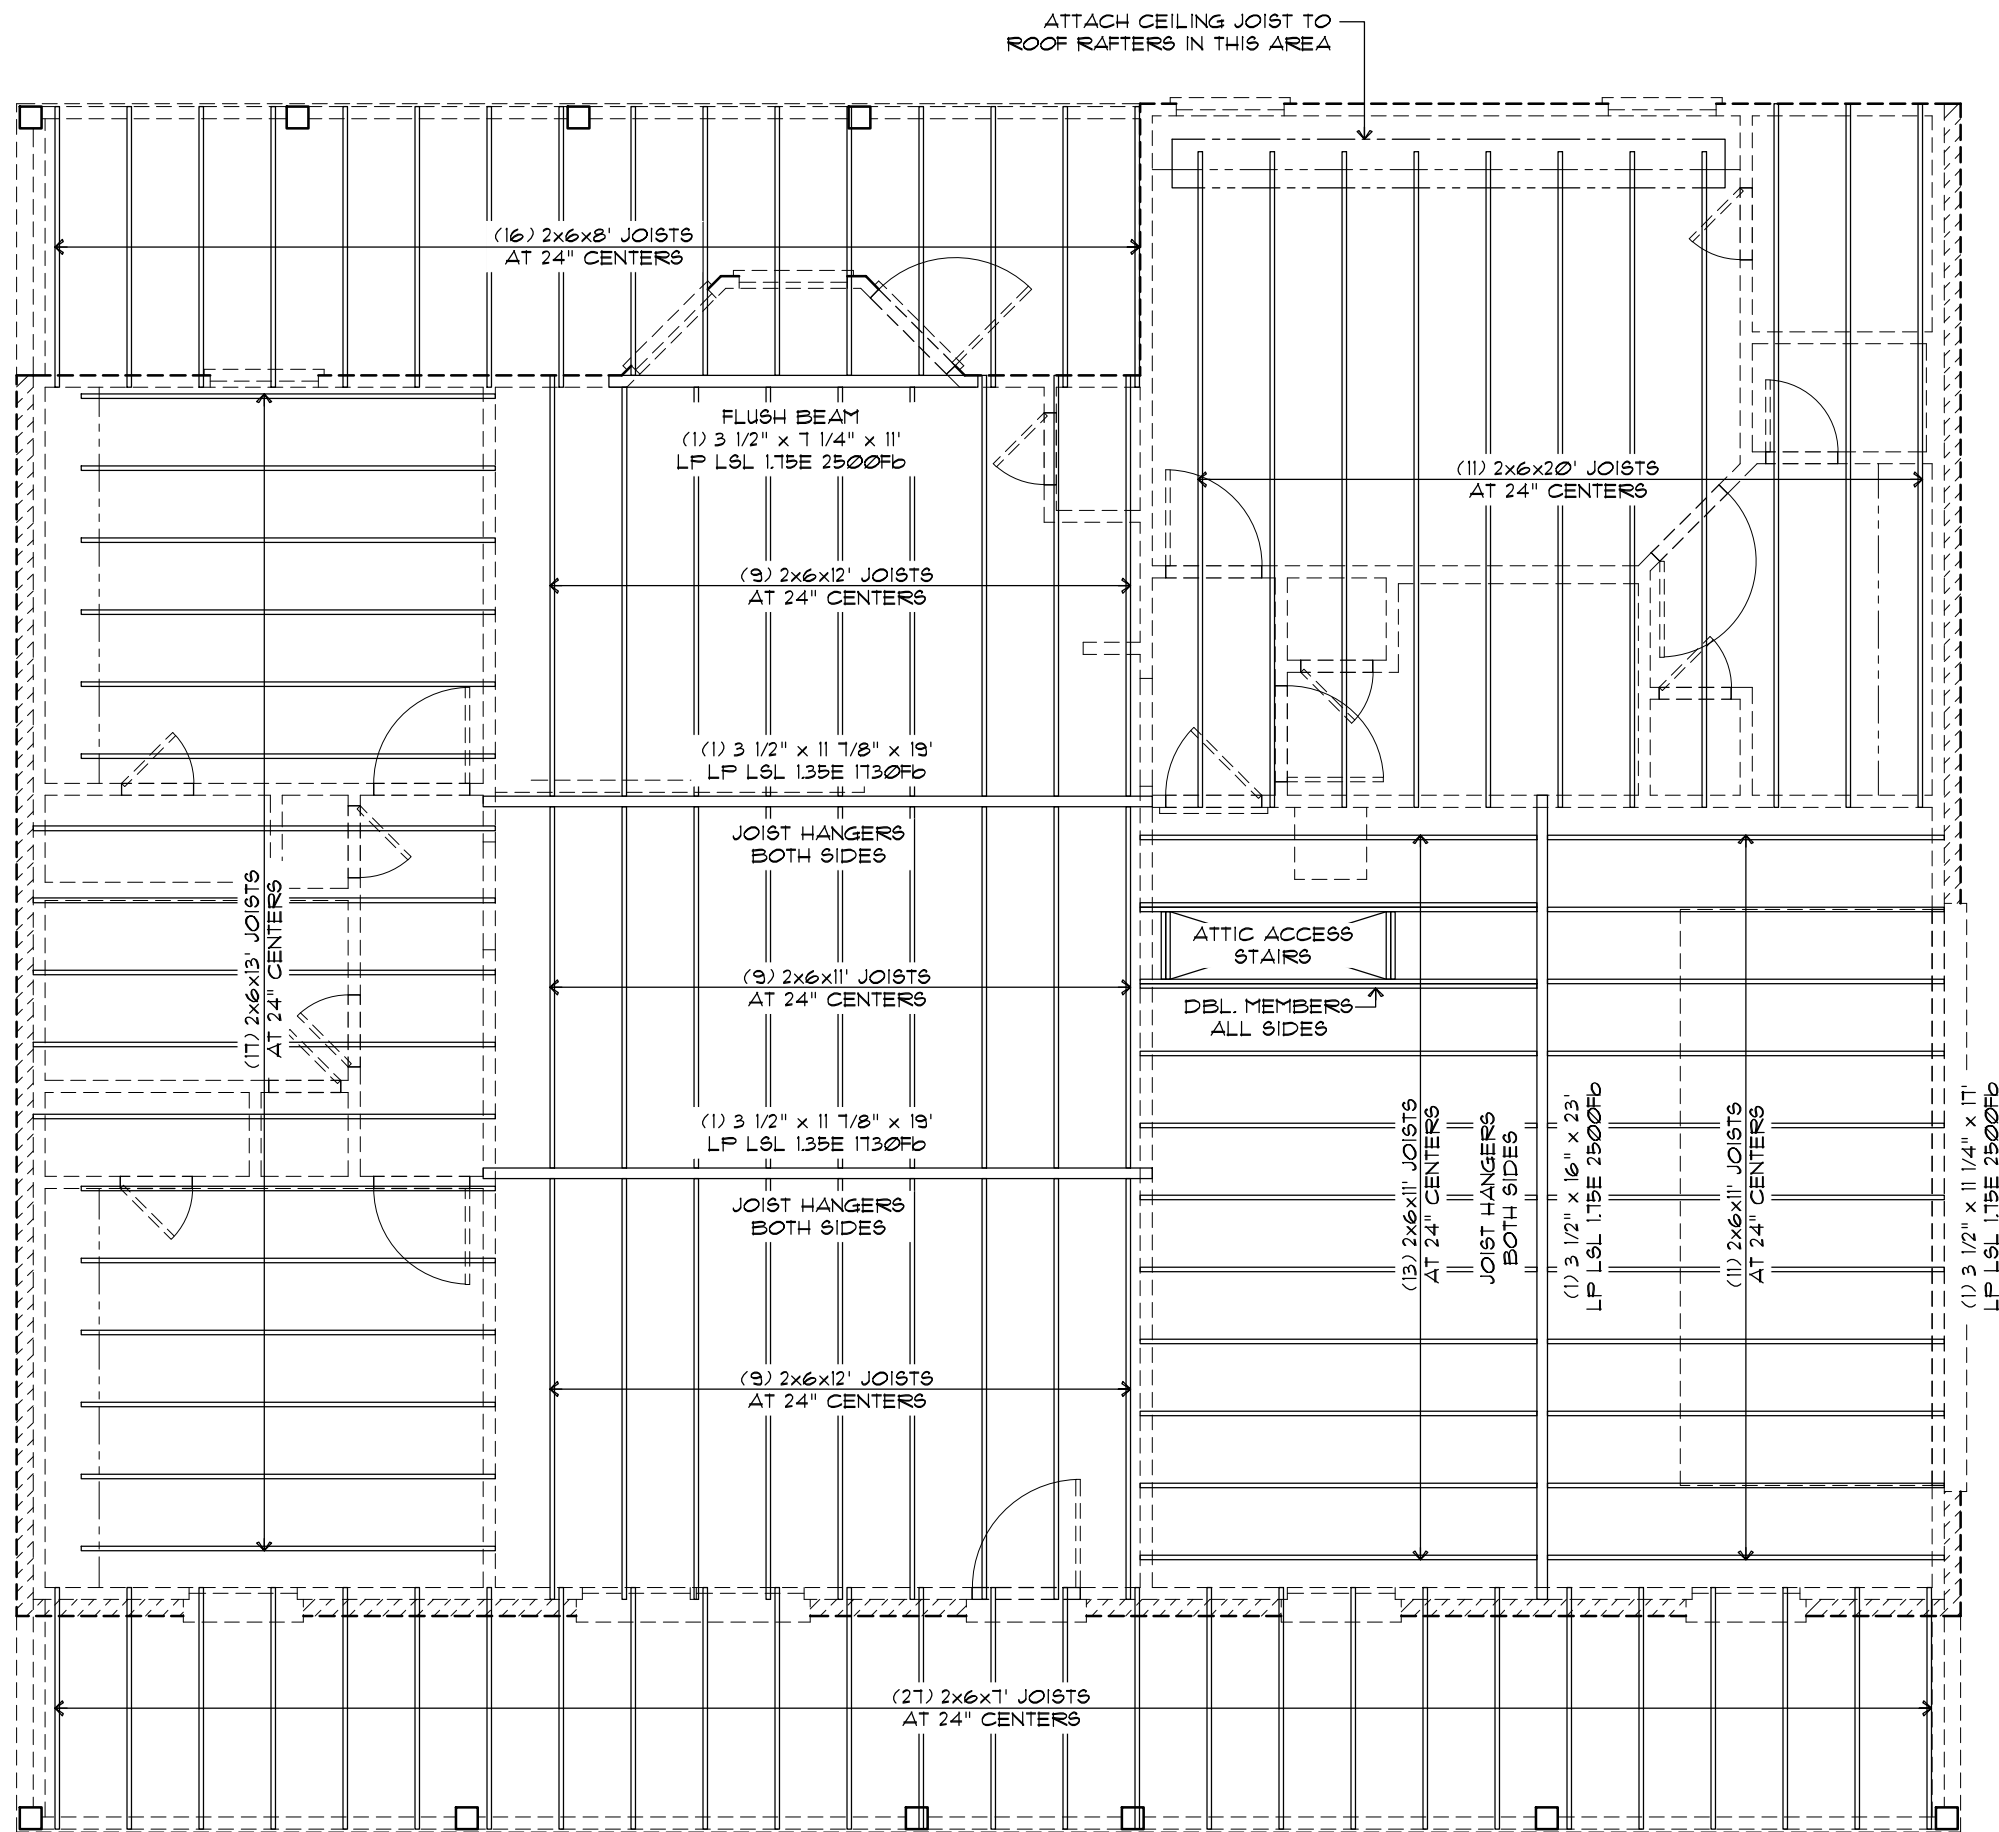 ATTACH CEILING JOIST TO
ROOF RAFTERS IN THIS AREA
(16) 2x6x8' JOISTS
AT 24" CENTERS
FLUSH BEAM
(1) 3 1/2" x 7 1/4" x 11'
LP LSL 1.75E 2500Fb
(11) 2x6x20' JOISTS
AT 24" CENTERS
(9) 2x6x12' JOISTS
AT 24" CENTERS
(1) 3 1/2" x 11 7/8" x 19'
LP LSL 1.35E 1730Fb
JOIST HANGERS
BOTH SIDES
(17) 2x6x13' JOISTS
AT 24" CENTERS
ATTIC ACCESS
STAIRS
(9) 2x6x11' JOISTS
AT 24" CENTERS
DBL. MEMBERS
ALL SIDES
(1) 3 1/2" x 11 7/8" x 19'
LP LSL 1.35E 1730Fb
JOIST HANGERS
BOTH SIDES
(13) 2x6x11' JOISTS
AT 24" CENTERS
JOIST HANGERS
BOTH SIDES
(1) 3 1/2" x 16" x 23'
LP LSL 1.75E 2500Fb
(11) 2x6x11' JOISTS
AT 24" CENTERS
(1) 3 1/2" x 11 1/4" x 17'
LP LSL 1.75E 2500Fb
(9) 2x6x12' JOISTS
AT 24" CENTERS
(27) 2x6x7' JOISTS
AT 24" CENTERS